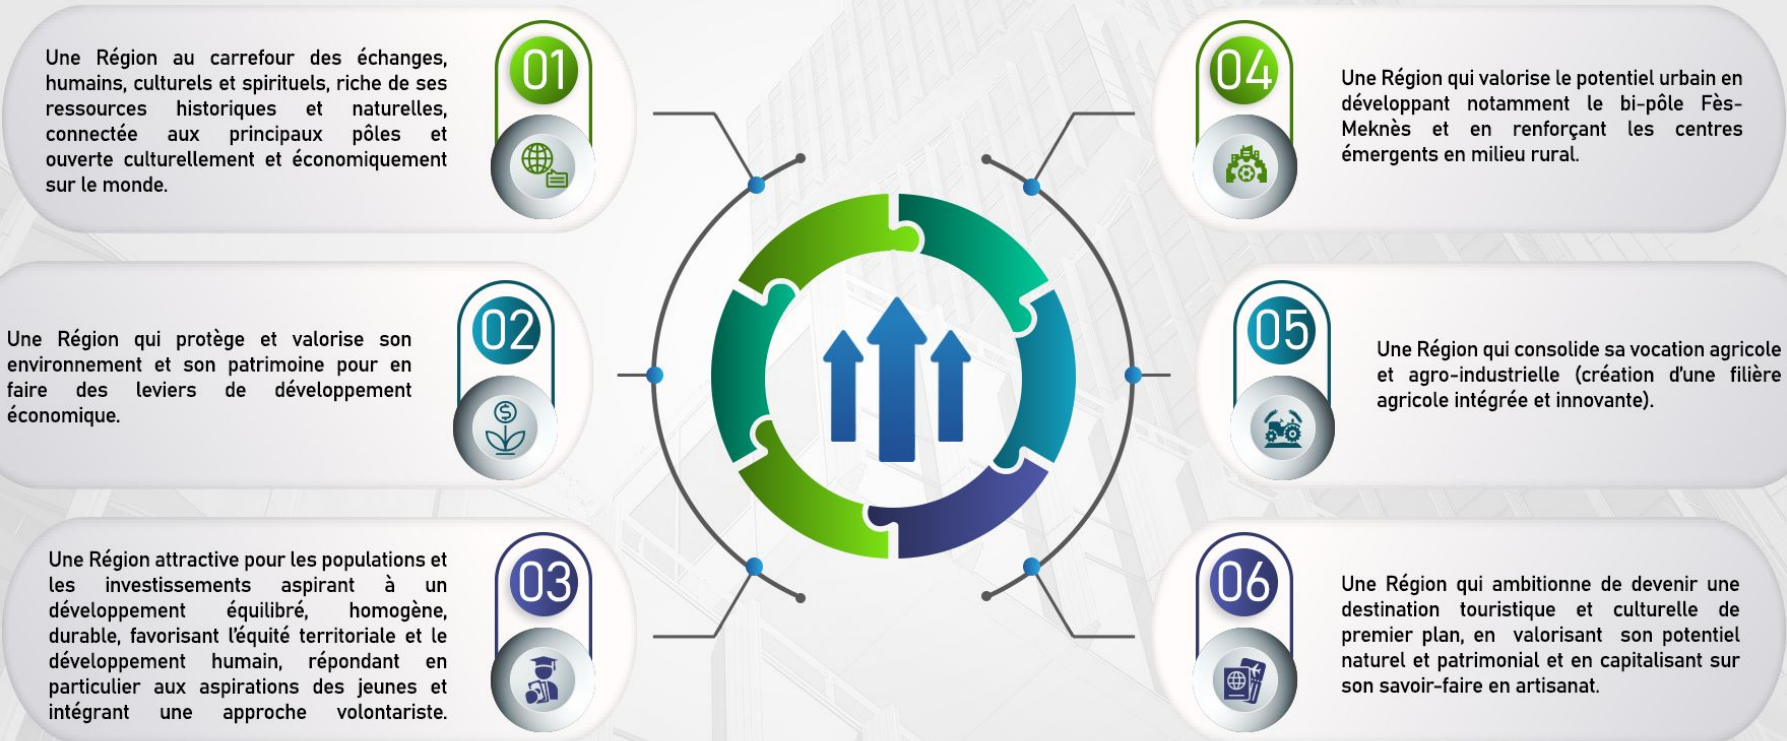 01
Une Région au carrefour des échanges,
humains, culturels et spirituels, riche de ses
ressources historiques et naturelles,
connectée aux principaux pôles et
ouverte culturellement et économiquement
sur le monde.
02
Une Région qui protège et valorise son
environnement et son patrimoine pour en
faire des leviers de développement
économique.
03
Une Région attractive pour les populations et
les investissements aspirant à un
développement équilibré, homogène,
durable, favorisant l'équité territoriale et le
développement humain, répondant en
particulier aux aspirations des jeunes et
intégrant une approche volontariste.
04
Une Région qui valorise le potentiel urbain en
développant notamment le bi-pôle Fès-
Meknès et en renforçant les centres
émergents en milieu rural.
05
Une Région qui consolide sa vocation agricole
et agro-industrielle (création d'une filière
agricole intégrée et innovante).
06
Une Région qui ambitionne de devenir une
destination touristique et culturelle de
premier plan, en valorisant son potentiel
naturel et patrimonial et en capitalisant sur
son savoir-faire en artisanat.